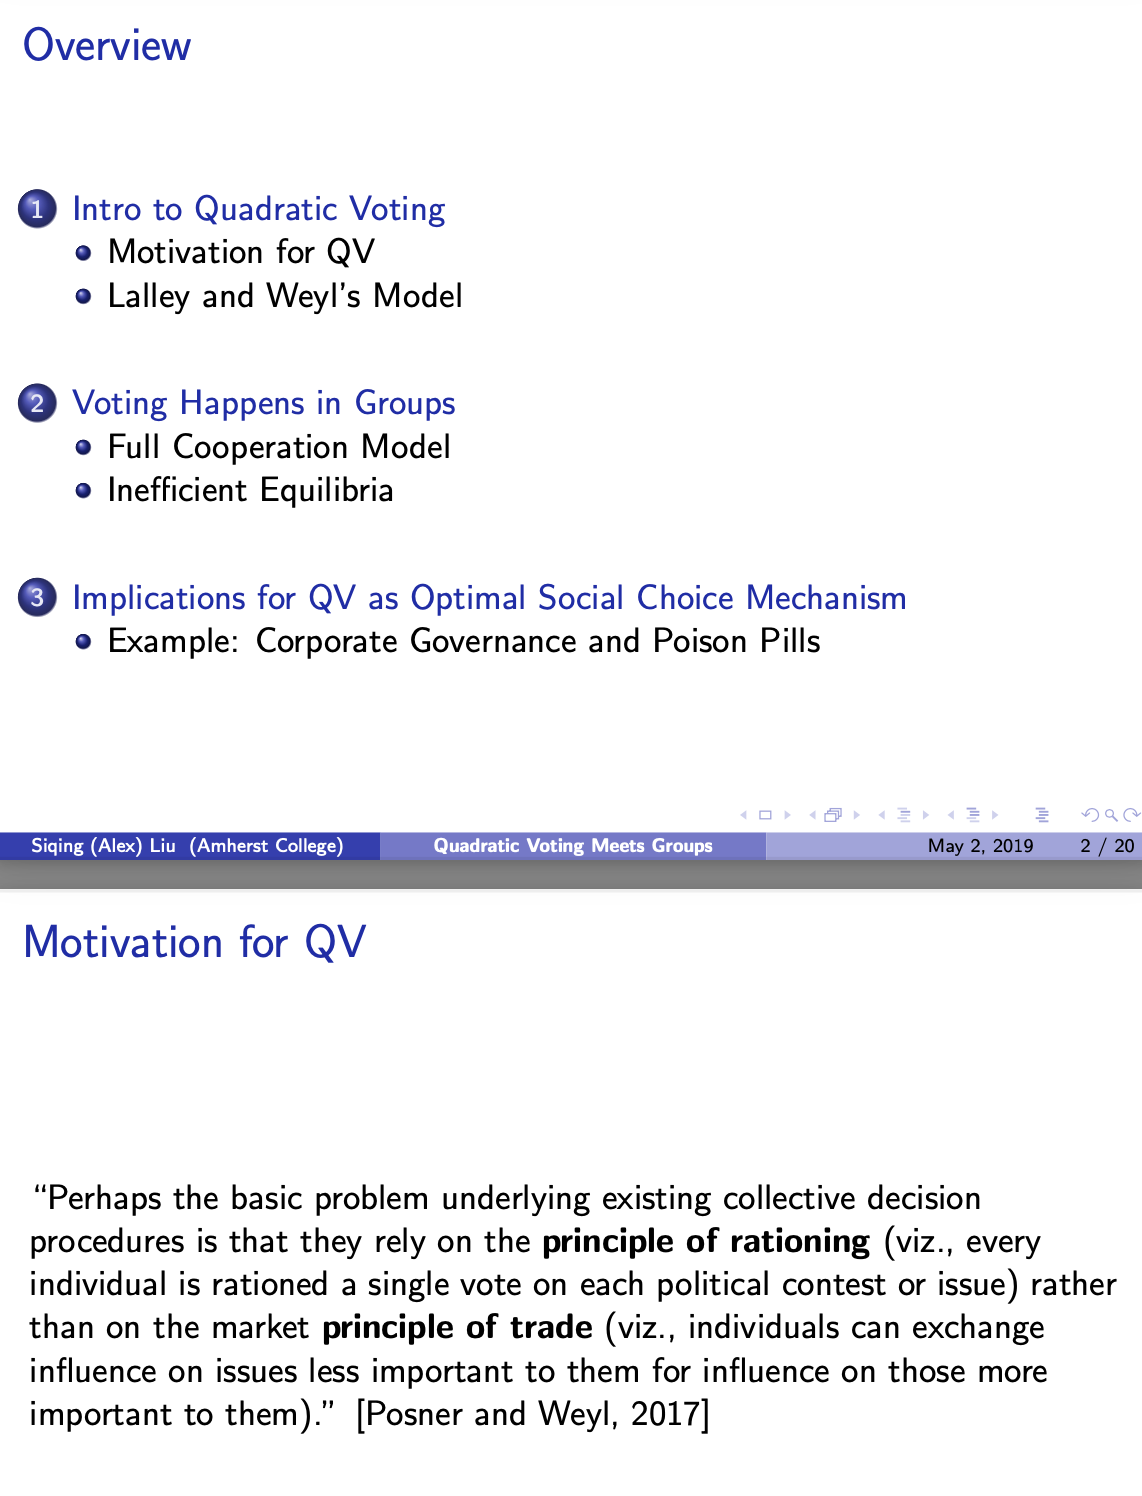 Overview
1 Intro to Quadratic Voting
Motivation for QV
Lalley and Weyl's Model
2 Voting Happens in Groups
Full Cooperation Model
Inefficient Equilibria
3 Implications for QV as Optimal Social Choice Mechanism
Example: Corporate Governance and Poison Pills
Siqing (Alex) Liu (Amherst College) Quadratic Voting Meets Groups May 2, 2019 2 / 20
Motivation for QV
“Perhaps the basic problem underlying existing collective decision
procedures is that they rely on the principle of rationing (viz., every
individual is rationed a single vote on each political contest or issue) rather
than on the market principle of trade (viz., individuals can exchange
influence on issues less important to them for influence on those more
important to them).” [Posner and Weyl, 2017]